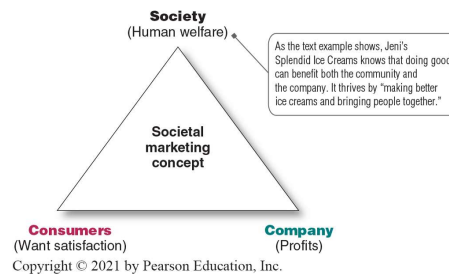 Society
(Human welfare)
As the text example shows, Jeni's
Splendid Ice Creams knows that doing good
can benefit both the community and
the company. It thrives by “making better
ice creams and bringing people together.”
Societal
marketing
concept
Consumers
(Want satisfaction)
Company
(Profits)
Copyright © 2021 by Pearson Education, Inc.